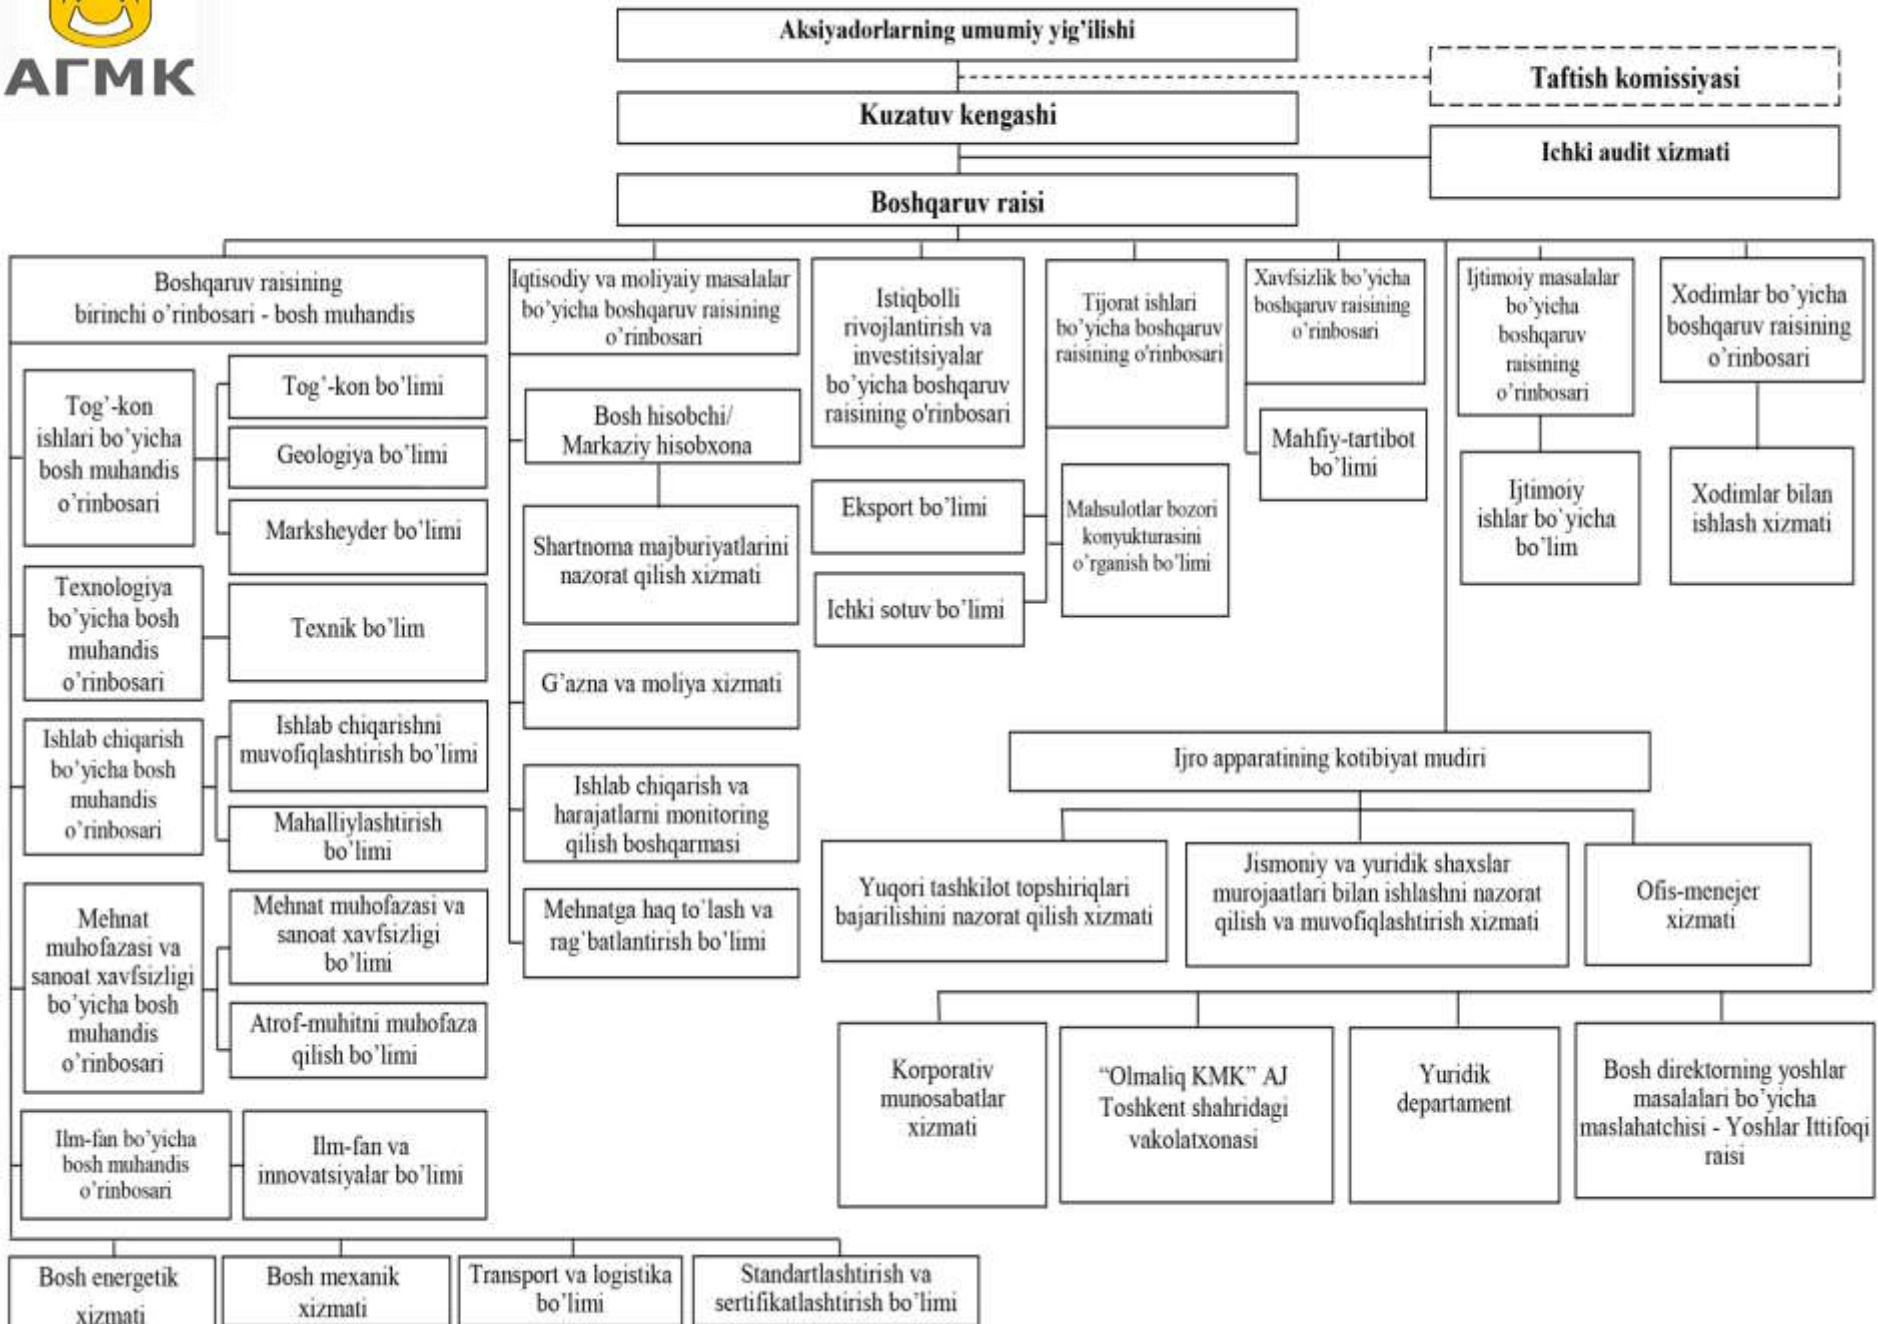 АГМК
Aksiyadorlarning umumiy yig’ilishi
Taftish komissiyasi
Kuzatuv kengashi
Ichki audit xizmati
Boshqaruv raisi
Boshqaruv raisining
birinchi o’rinbosari - bosh muhandis
Tog’-kon
ishlari bo’yicha
bosh muhandis
o’rinbosari
Tog’-kon bo’limi
Geologiya bo’limi
Marksheyder bo’limi
Texnologiya
bo’yicha bosh
muhandis
o’rinbosari
Texnik bo’lim
Ishlab chiqarish
bo’yicha bosh
muhandis
o’rinbosari
Ishlab chiqarishni
muvofiqlashtirish bo’limi
Mahalliylashtirish
bo’limi
Mehnat
muhofazasi va
sanoat xavfsizligi
bo’yicha bosh
muhandis
o’rinbosari
Mehnat muhofazasi va
sanoat xavfsizligi
bo’limi
Atrof-muhitni muhofaza
qilish bo’limi
Ilm-fan bo’yicha
bosh muhandis
o’rinbosari
Ilm-fan va
innovatsiyalar bo’limi
Bosh energetik
xizmati
Bosh mexanik
xizmati
Transport va logistika
bo’limi
Standartlashtirish va
sertifikatlashtirish bo’limi
Iqtisodiy va moliyaiy masalalar
bo’yicha boshqaruv raisining
o’rinbosari
Bosh hisobchi/
Markaziy hisobxona
Shartnoma majburiyatlarini
nazorat qilish xizmati
G’azna va moliya xizmati
Ishlab chiqarish va
harajatlarni monitoring
qilish boshqarmasi
Mehnatga haq to`lash va
rag`batlantirish bo’limi
Istiqbolli
rivojlantirish va
investitsiyalar
bo’yicha boshqaruv
raisining o'rinbosari
Tijorat ishlari
bo’yicha boshqaruv
raisining o'rinbosari
Eksport bo’limi
Ichki sotuv bo’limi
Mahsulotlar bozori
konyukturasini
o’rganish bo’limi
Xavfsizlik bo’yicha
boshqaruv raisining
o’rinbosari
Mahfiy-tartibot
bo’limi
Ijtimoiy masalalar
bo’yicha
boshqaruv
raisining
o’rinbosari
Ijtimoiy
ishlar bo`yicha
bo’lim
Xodimlar bo’yicha
boshqaruv raisining
o’rinbosari
Xodimlar bilan
ishlash xizmati
Ijro apparatining kotibiyat mudiri
Yuqori tashkilot topshiriqlari
bajarilishini nazorat qilish xizmati
Jismoniy va yuridik shaxslar
murojaatlari bilan ishlashni nazorat
qilish va muvofiqlashtirish xizmati
Ofis-menejer
xizmati
Korporativ
munosabatlar
xizmati
“Olmaliq KMK” AJ
Toshkent shahridagi
vakolatxonasi
Yuridik
departament
Bosh direktorning yoshlar
masalalari bo’yicha
maslahatchisi - Yoshlar Ittifoqi
raisi